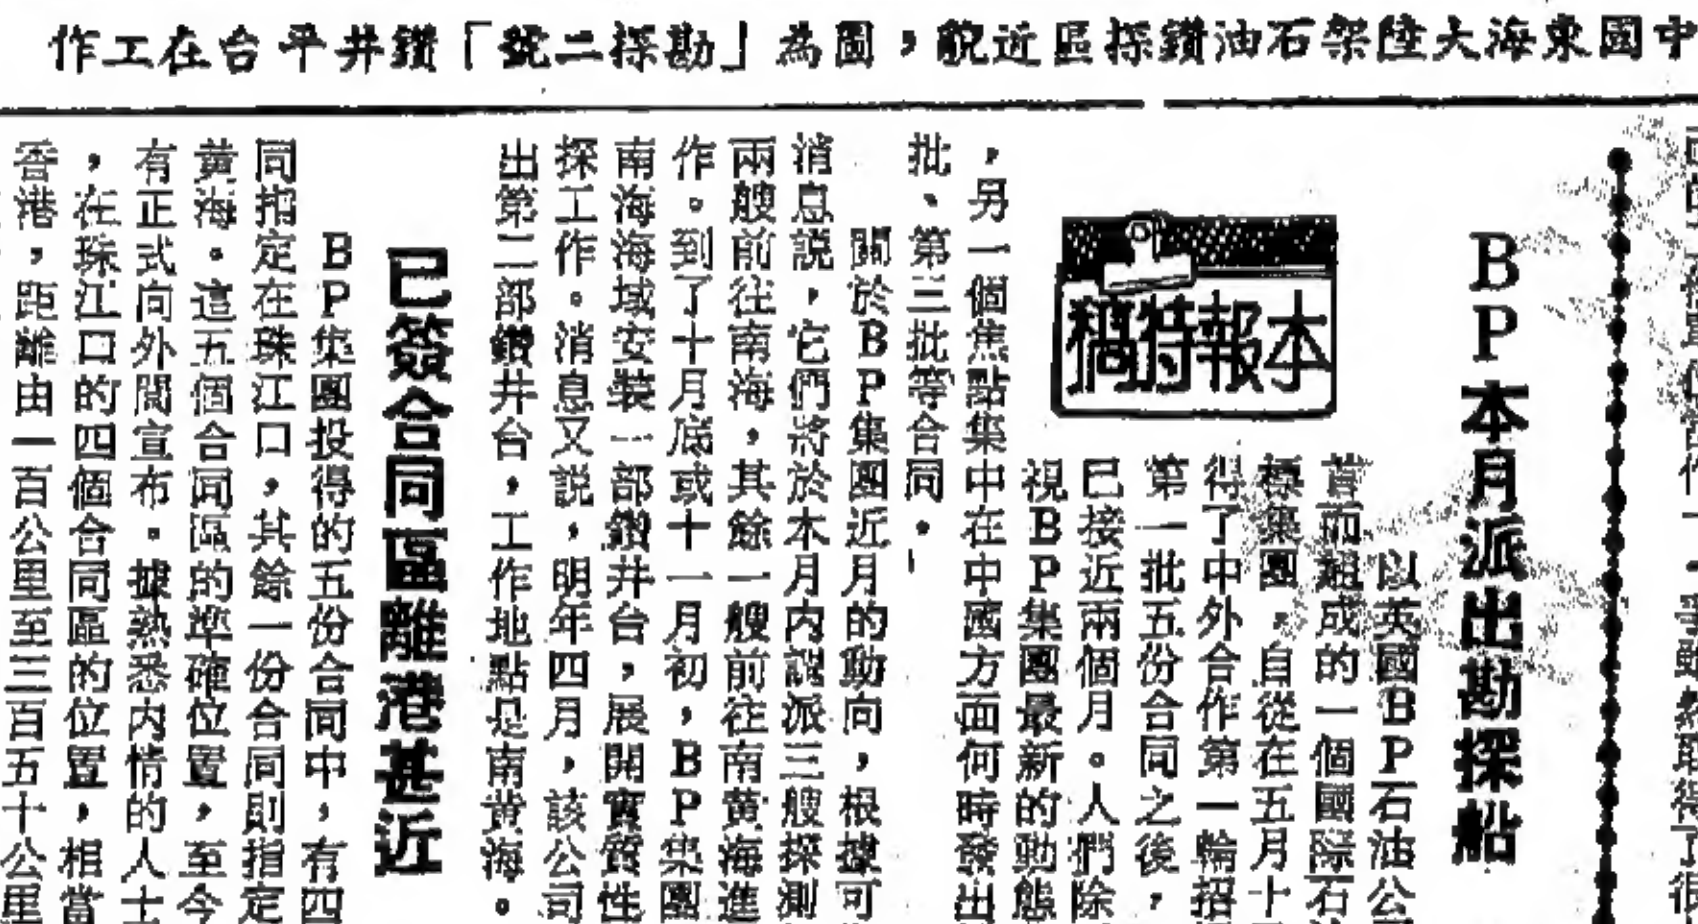 中國東海大陸架石油鑽探區近貌，圖為「勘探二號」鑽井平台在工作
BP本月派出勘探船
本報特稿
以英國BP石油公
而組成的一個國際石
標集團，自從在五月十
得了中外合作第一輪招
第一批五份合同之後，
已接近兩個月。人們除
視BP集團最新的動態
，另一個焦點集中在中國方面何時發出
批、第三批等合同。
關於BP集團近月的動向，根據可
消息説，它們將於本月内派三艘探測
兩艘前往南海，其餘一艘前往南黄海進
作。到了十月底或十一月初，BP集團
南海海域安裝一部鑽井台，展開實質性
探工作。消息又説，明年四月，該公司
出第二部鑽井台，工作地點是南黄海。
已簽合同區離港甚近
BP集團投得的五份合同中，有四
同指定在珠江口，其餘一份合同則指定
黄海。這五個合同區的準確位置，至今
有正式向外間宣布。據熟悉内情的人士
，在珠江口的四個合同區的位置，相當
香港，距離由一百公里至三百五十公里